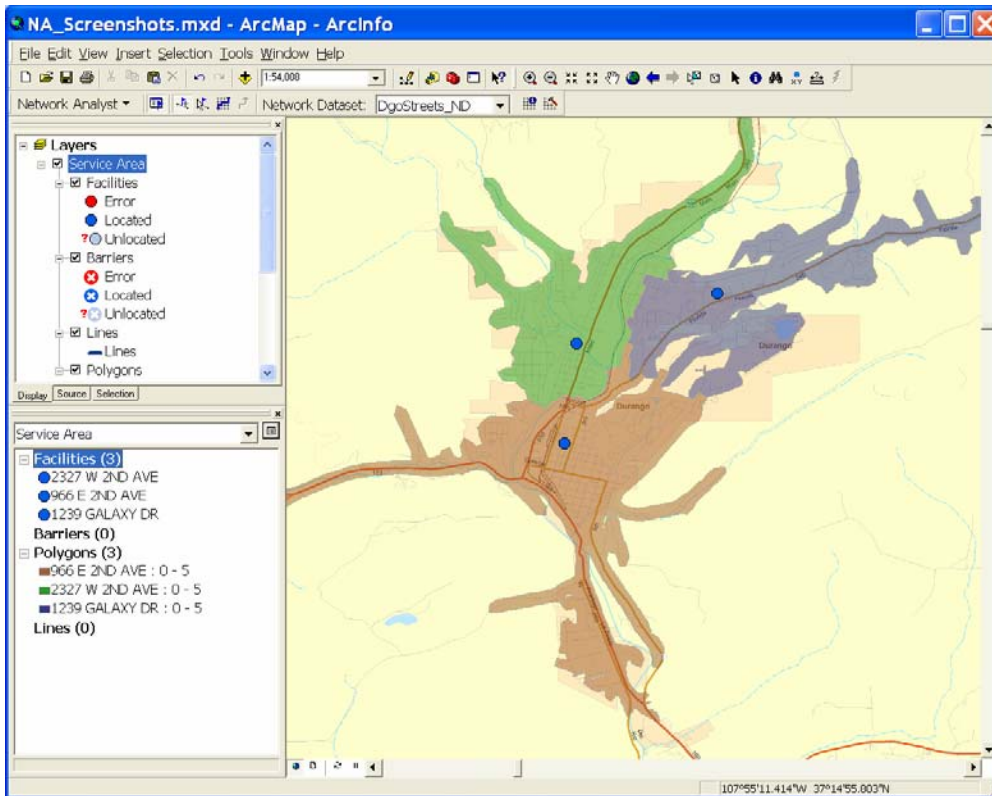 NA_Screenshots.mxd - ArcMap - ArcInfo
File Edit View Insert Selection Tools Window Help
1:54,000
Network Analyst Network Dataset: DgoStreets_ND
Layers
Service Area
Facilities
Error
Located
? Unlocated
Barriers
Error
Located
? Unlocated
Lines
Lines
Polygons
Display Source Selection
Service Area
Facilities (3)
2327 W 2ND AVE
966 E 2ND AVE
1239 GALAXY DR
Barriers (0)
Polygons (3)
966 E 2ND AVE : 0 - 5
2327 W 2ND AVE : 0 - 5
1239 GALAXY DR : 0 - 5
Lines (0)
Durango
Durango
107°55'11.414"W 37°14'55.003"N